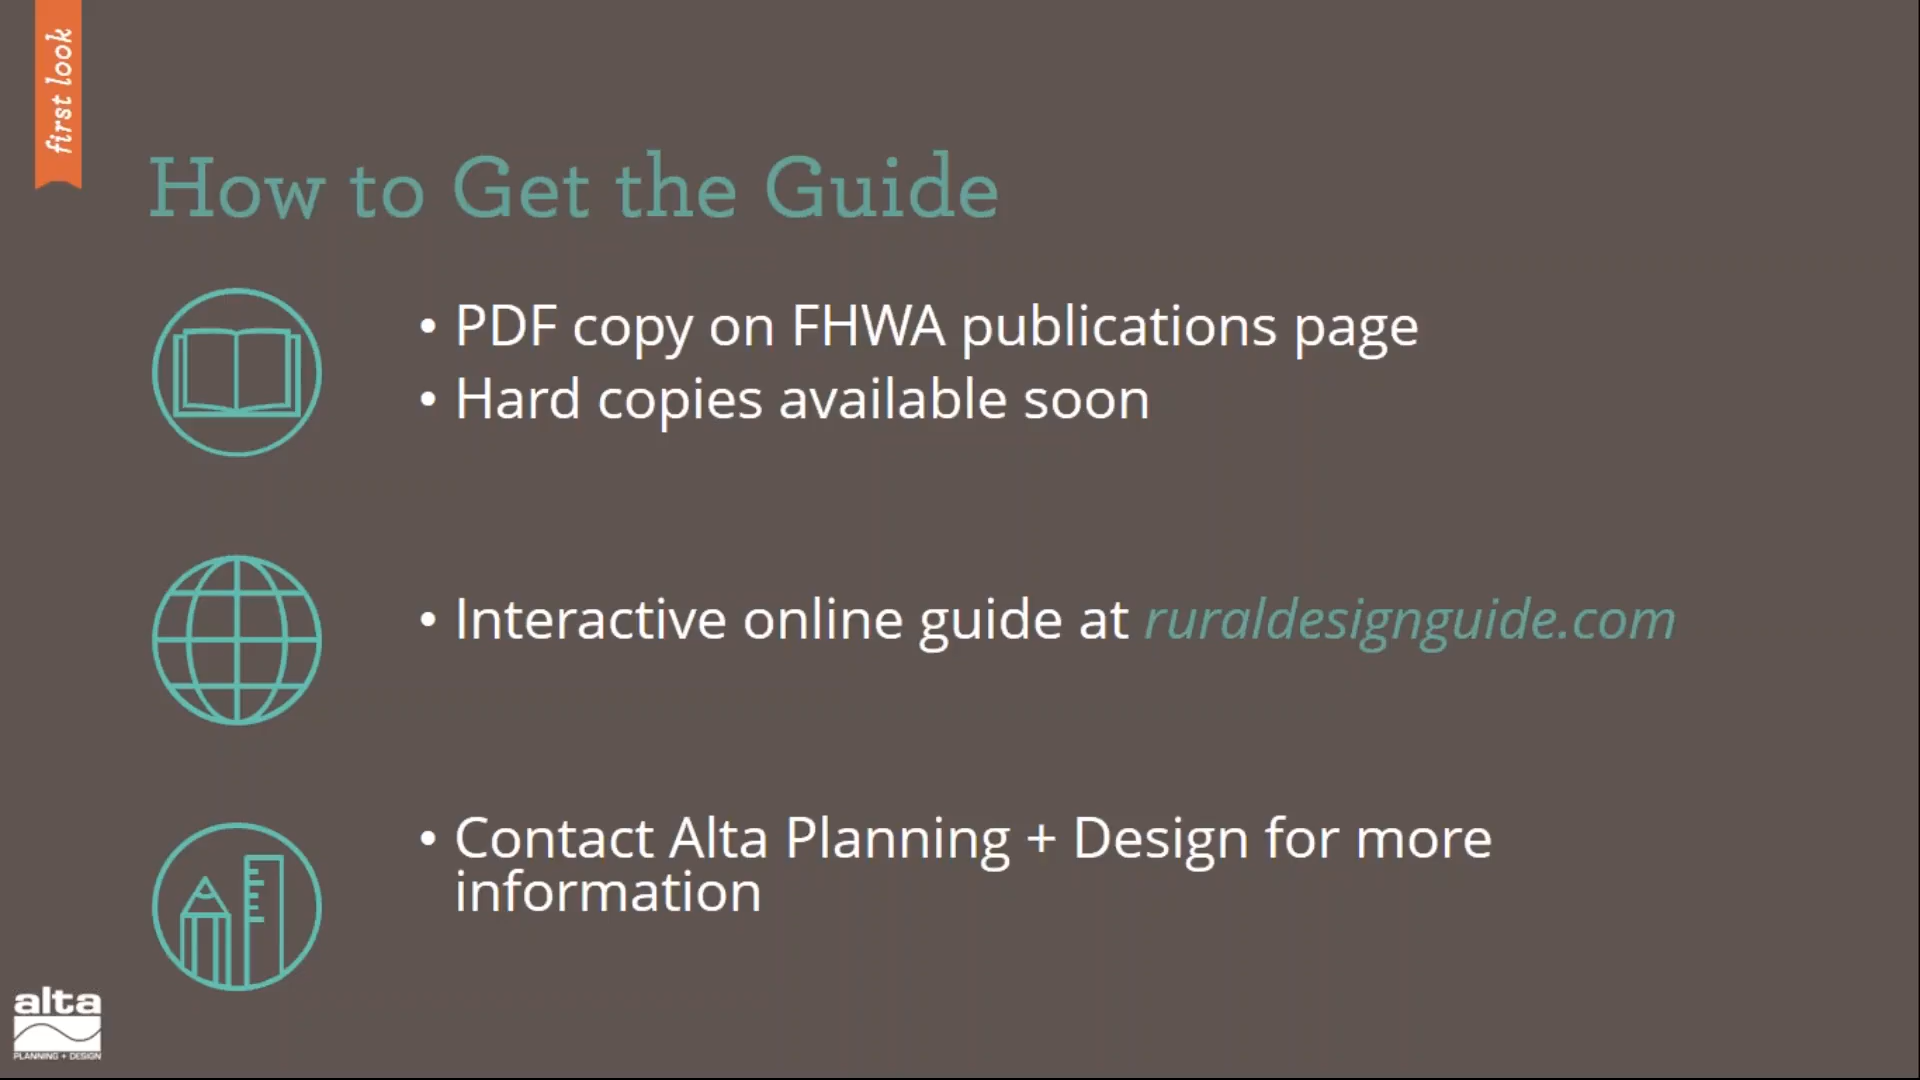 first look
How to Get the Guide
• PDF copy on FHWA publications page
• Hard copies available soon
• Interactive online guide at ruraldesignguide.com
• Contact Alta Planning + Design for more
information
alta
PLANNING + DESIGN